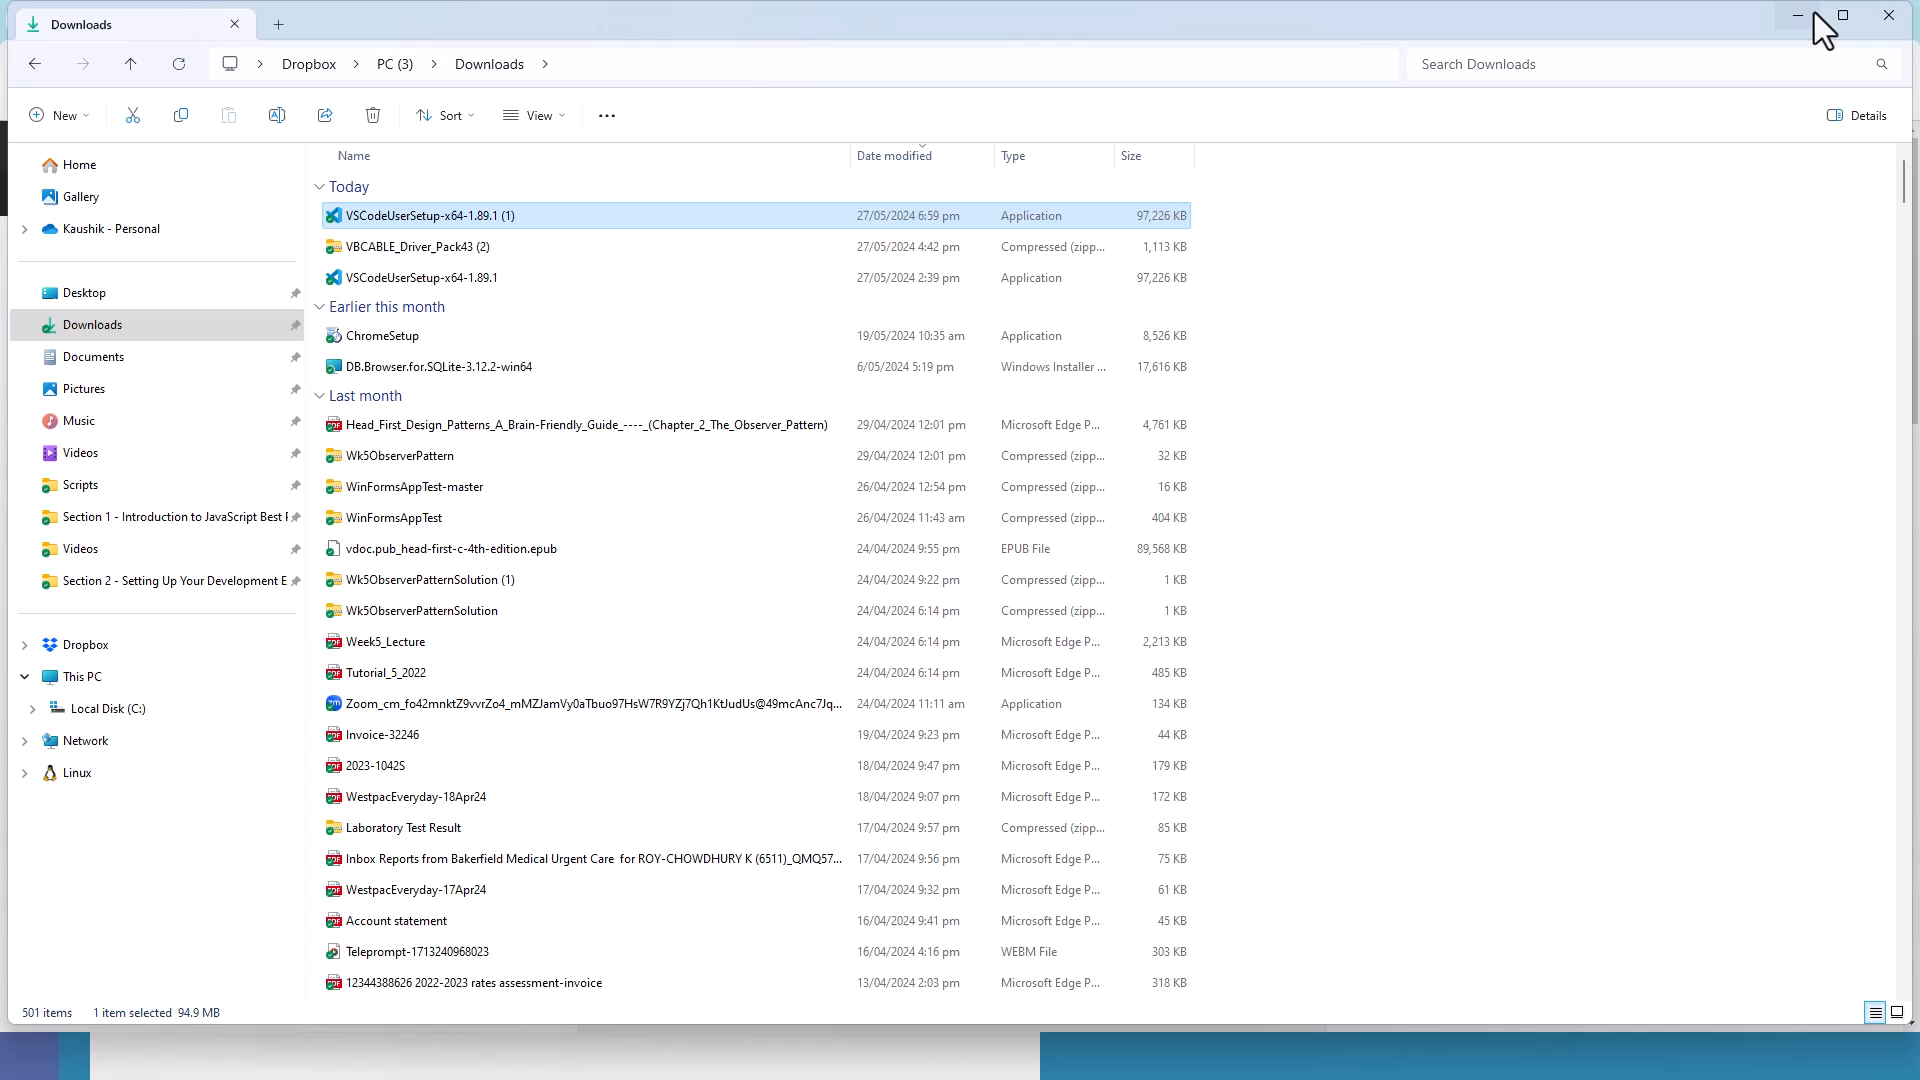 Downloads
Dropbox PC (3) Downloads Search Downloads
New Sort View Details
Home
Gallery
Kaushik - Personal
Desktop
Downloads
Documents
Pictures
Music
Videos
Scripts
Section 1 - Introduction to JavaScript Best F
Videos
Section 2 - Setting Up Your Development E
Dropbox
This PC
Local Disk (C:)
Network
Linux
Name Date modified Type Size
Today
VSCodeUserSetup-x64-1.89.1 (1) 27/05/2024 6:59 pm Application 97,226 KB
VBCABLE_Driver_Pack43 (2) 27/05/2024 4:42 pm Compressed (zipp... 1,113 KB
VSCodeUserSetup-x64-1.89.1 27/05/2024 2:39 pm Application 97,226 KB
Earlier this month
ChromeSetup 19/05/2024 10:35 am Application 8,526 KB
DB.Browser.for.SQLite-3.12.2-win64 6/05/2024 5:19 pm Windows Installer ... 17,616 KB
Last month
Head_First_Design_Patterns_A_Brain-Friendly_Guide_----_(Chapter_2_The_Observer_Pattern) 29/04/2024 12:01 pm Microsoft Edge P... 4,761 KB
Wk5ObserverPattern 29/04/2024 12:01 pm Compressed (zipp... 32 KB
WinFormsAppTest-master 26/04/2024 12:54 pm Compressed (zipp... 16 KB
WinFormsAppTest 26/04/2024 11:43 am Compressed (zipp... 404 KB
vdoc.pub_head-first-c-4th-edition.epub 24/04/2024 9:55 pm EPUB File 89,568 KB
Wk5ObserverPatternSolution (1) 24/04/2024 9:22 pm Compressed (zipp... 1 KB
Wk5ObserverPatternSolution 24/04/2024 6:14 pm Compressed (zipp... 1 KB
Week5_Lecture 24/04/2024 6:14 pm Microsoft Edge P... 2,213 KB
Tutorial_5_2022 24/04/2024 6:14 pm Microsoft Edge P... 485 KB
Zoom_cm_fo42mnktZ9vvrZo4_mMZJamVy0aTbuo97HsW7R9YZj7Qh1KtJudUs@49mcAnc7Jq... 24/04/2024 11:11 am Application 134 KB
Invoice-32246 19/04/2024 9:23 pm Microsoft Edge P... 44 KB
2023-1042S 18/04/2024 9:47 pm Microsoft Edge P... 179 KB
WestpacEveryday-18Apr24 18/04/2024 9:07 pm Microsoft Edge P... 172 KB
Laboratory Test Result 17/04/2024 9:57 pm Compressed (zipp... 85 KB
Inbox Reports from Bakerfield Medical Urgent Care for ROY-CHOWDHURY K (6511)_QMQ57... 17/04/2024 9:56 pm Microsoft Edge P... 75 KB
WestpacEveryday-17Apr24 17/04/2024 9:32 pm Microsoft Edge P... 61 KB
Account statement 16/04/2024 9:41 pm Microsoft Edge P... 45 KB
Teleprompt-1713240968023 16/04/2024 4:16 pm WEBM File 303 KB
12344388626 2022-2023 rates assessment-invoice 13/04/2024 2:03 pm Microsoft Edge P... 318 KB
501 items 1 item selected 94.9 MB